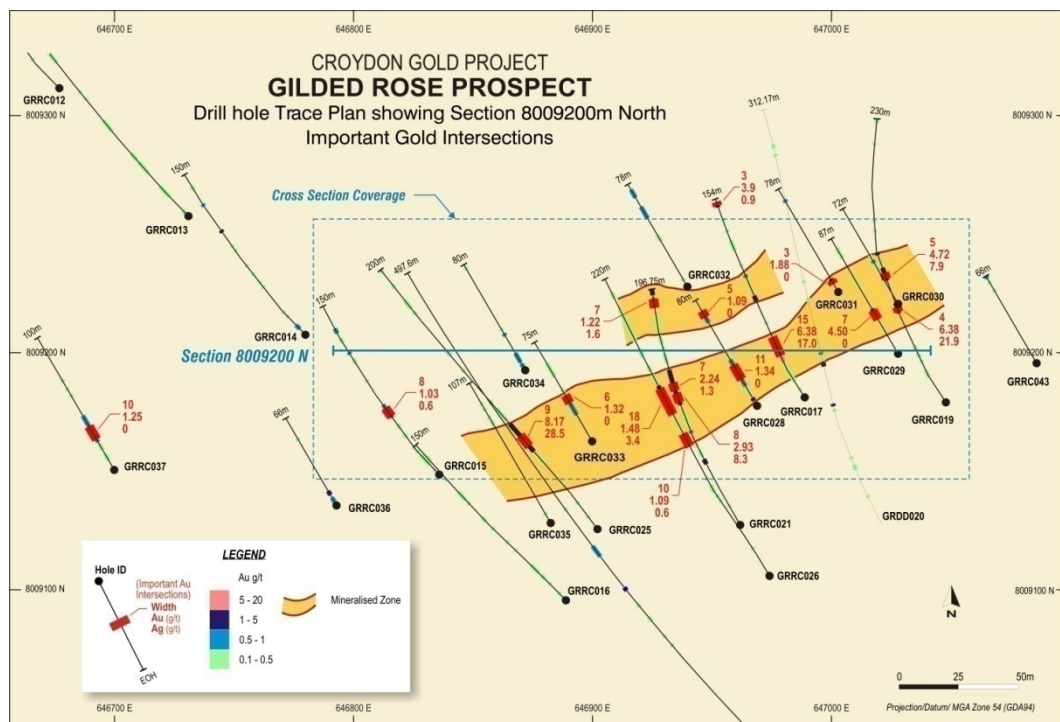 646700 E
646800 E
646900 E
647000 E
CROYDON GOLD PROJECT
GILDED ROSE PROSPECT
Drill hole Trace Plan showing Section 8009200m North
Important Gold Intersections
8009300 N
8009300 N
GRRC012
312.17m
230m
150m
Cross Section Coverage
78m
154m
3
3.9
0.9
78m
72m
GRRC013
87m
5
4.72
7.9
200m
497.6m
80m
220m
196.75m
GRRC032
3
1.88
0
GRRC031
GRRC030
66m
150m
7
1.22
1.6
80m
5
1.09
0
7
4.50
0
4
6.38
21.9
GRRC014
100m
75m
15
6.38
17.0
Section 8009200 N
8009200 N
8009200 N
GRRC034
GRRC029
GRRC043
107m
8
1.03
0.6
6
1.32
0
7
2.24
1.3
11
1.34
0
GRRC028
GRRC017
GRRC019
10
1.25
0
66m
9
8.17
28.5
18
1.48
3.4
8
2.93
8.3
GRRC033
150m
GRRC037
GRRC015
10
1.09
0.6
GRRC036
GRRC035
GRRC025
GRRC021
GRDD020
GRRC026
8009100 N
8009100 N
GRRC016
LEGEND
Hole ID
(Important Au
Intersections)
Width
Au (g/t)
Ag (g/t)
EOH
Au g/t
5 - 20
1 - 5
0.5 - 1
0.1 - 0.5
Mineralised Zone
N
0
25
50m
Projection/Datum/ MGA Zone 54 (GDA94)
646700 E
646800 E
646900 E
647000 E